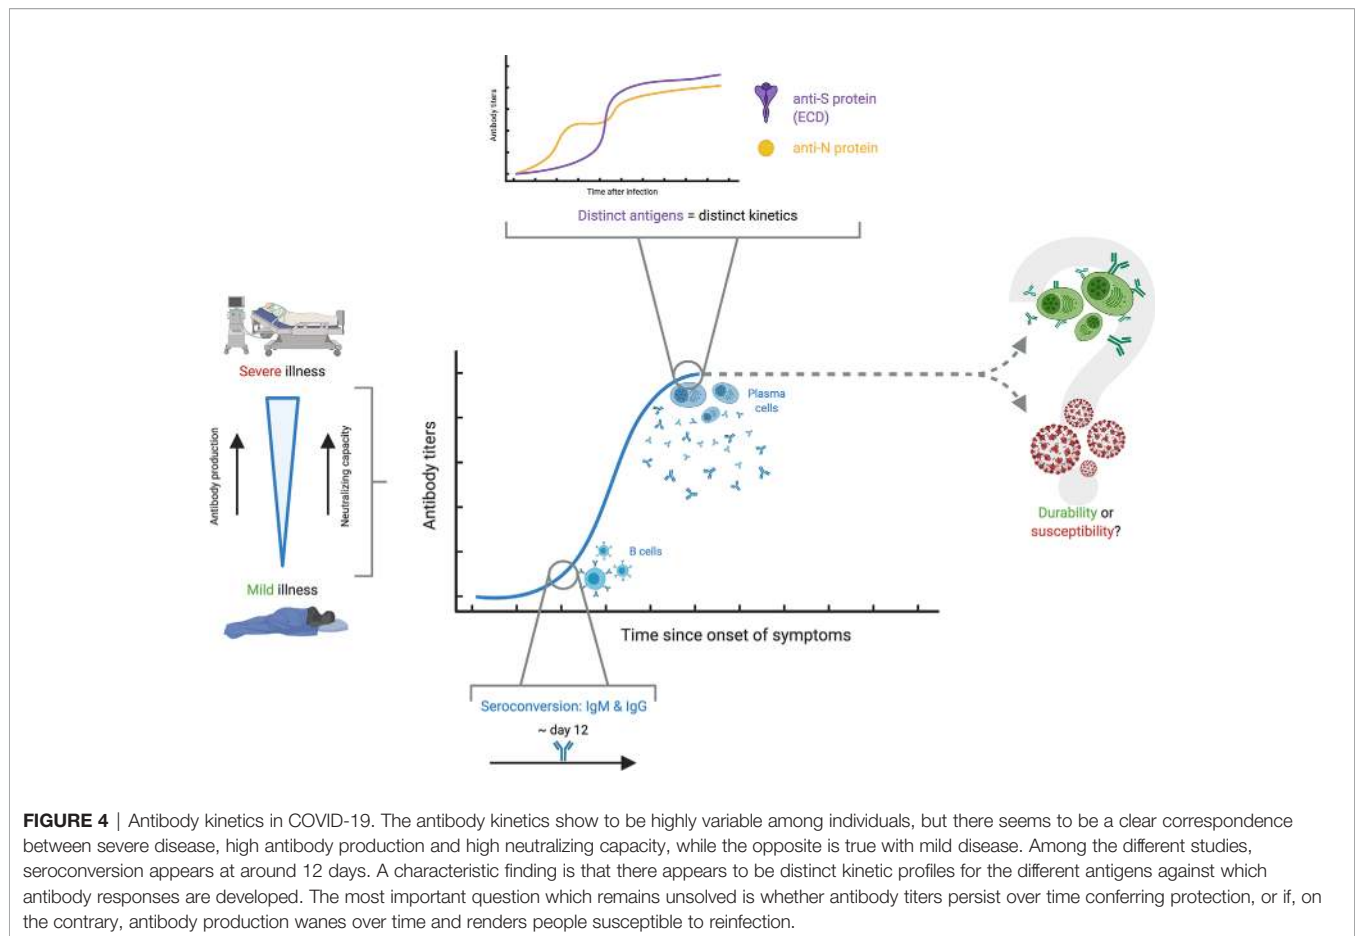 Antibody titers
Time after infection
anti-S protein
(ECD)
anti-N protein
Distinct antigens = distinct kinetics
Severe illness
Antibody production
Neutralizing capacity
Mild illness
Antibody titers
Plasma
cells
B cells
Time since onset of symptoms
Durability or
susceptibility?
Seroconversion: IgM & IgG
~ day 12
FIGURE 4 | Antibody kinetics in COVID-19. The antibody kinetics show to be highly variable among individuals, but there seems to be a clear correspondence
between severe disease, high antibody production and high neutralizing capacity, while the opposite is true with mild disease. Among the different studies,
seroconversion appears at around 12 days. A characteristic finding is that there appears to be distinct kinetic profiles for the different antigens against which
antibody responses are developed. The most important question which remains unsolved is whether antibody titers persist over time conferring protection, or if, on
the contrary, antibody production wanes over time and renders people susceptible to reinfection.